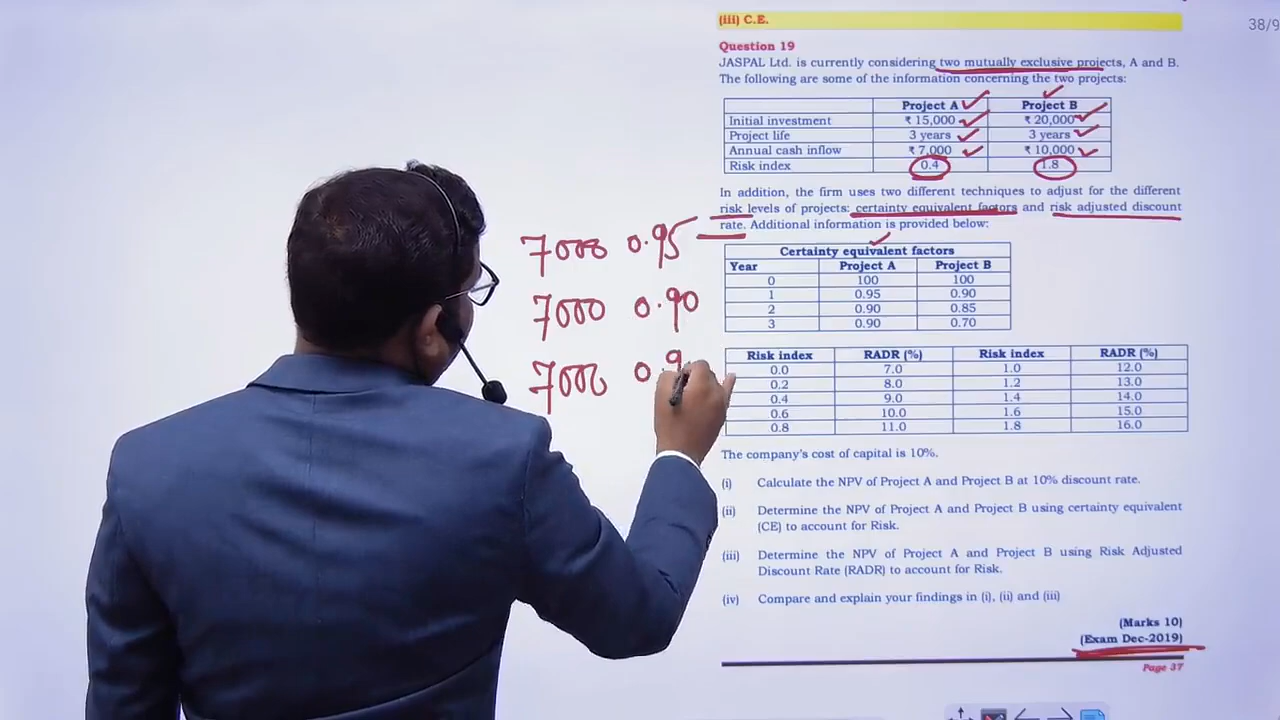 38/9
(iii) C.E.
Question 19
JASPAL Ltd. is currently considering two mutually exclusive projects, A and B.
The following are some of the information concerning the two projects:
Project A Project B
Initial investment ₹ 15,000 ₹ 20,000
Project life 3 years 3 years
Annual cash inflow ₹ 7,000 ₹ 10,000
Risk index 0.4 1.8
In addition, the firm uses two different techniques to adjust for the different
risk levels of projects: certainty equivalent factors and risk adjusted discount
rate. Additional information is provided below:
Certainty equivalent factors
Year Project A Project B
0 100 100
1 0.95 0.90
2 0.90 0.85
3 0.90 0.70
Risk index RADR (%) Risk index RADR (%)
0.0 7.0 1.0 12.0
0.2 8.0 1.2 13.0
0.4 9.0 1.4 14.0
0.6 10.0 1.6 15.0
0.8 11.0 1.8 16.0
The company's cost of capital is 10%.
(i) Calculate the NPV of Project A and Project B at 10% discount rate.
(ii) Determine the NPV of Project A and Project B using certainty equivalent
(CE) to account for Risk.
(iii) Determine the NPV of Project A and Project B using Risk Adjusted
Discount Rate (RADR) to account for Risk.
(iv) Compare and explain your findings in (i), (ii) and (iii)
(Marks 10)
(Exam Dec-2019)
Page 37
7000 0.95
7000 0.90
7000 0.9